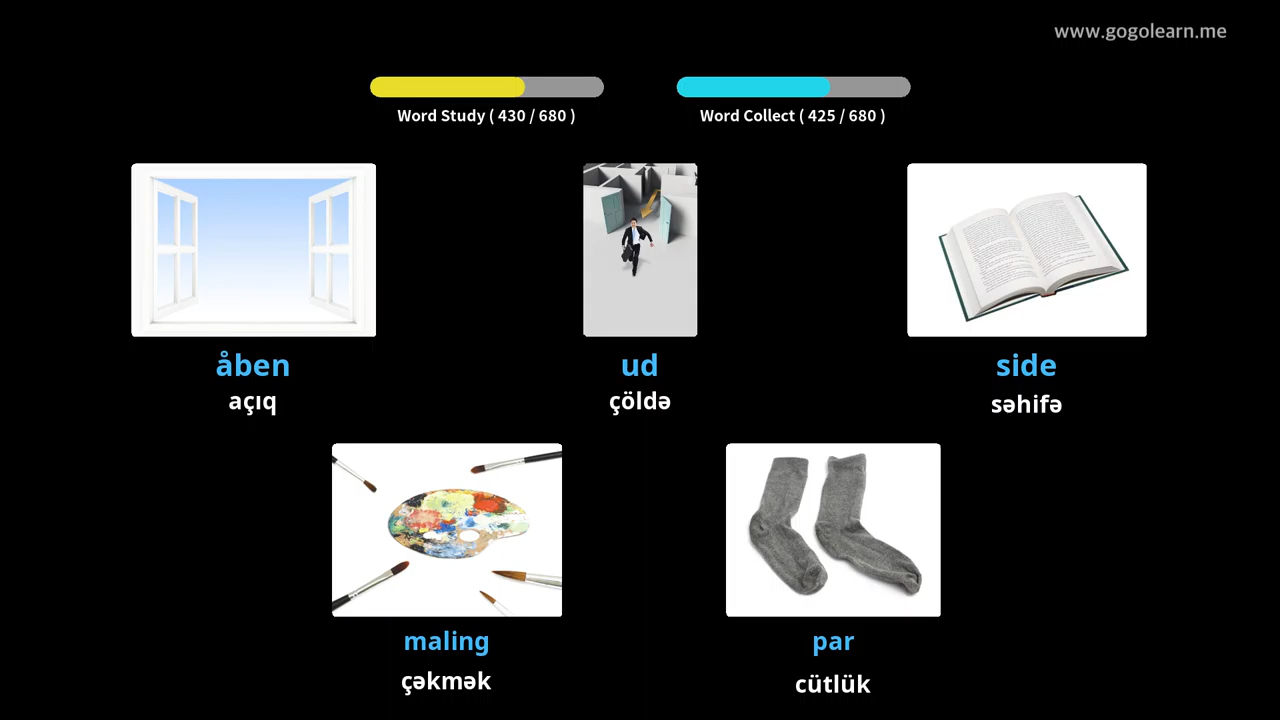 www.gogolearn.me
Word Study ( 430 / 680 )
Word Collect ( 425 / 680 )
åben
açıq
ud
çöldə
side
səhifə
maling
çəkmək
par
cütlük